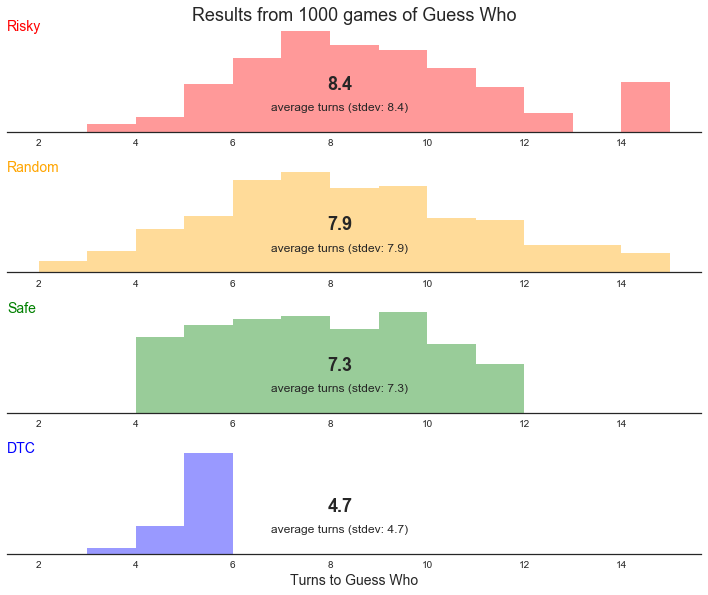 Results from 1000 games of Guess Who
Risky
8.4
average turns (stdev: 8.4)
2 4 6 8 10 12 14
Random
7.9
average turns (stdev: 7.9)
2 4 6 8 10 12 14
Safe
7.3
average turns (stdev: 7.3)
2 4 6 8 10 12 14
DTC
4.7
average turns (stdev: 4.7)
2 4 6 8 10 12 14
Turns to Guess Who